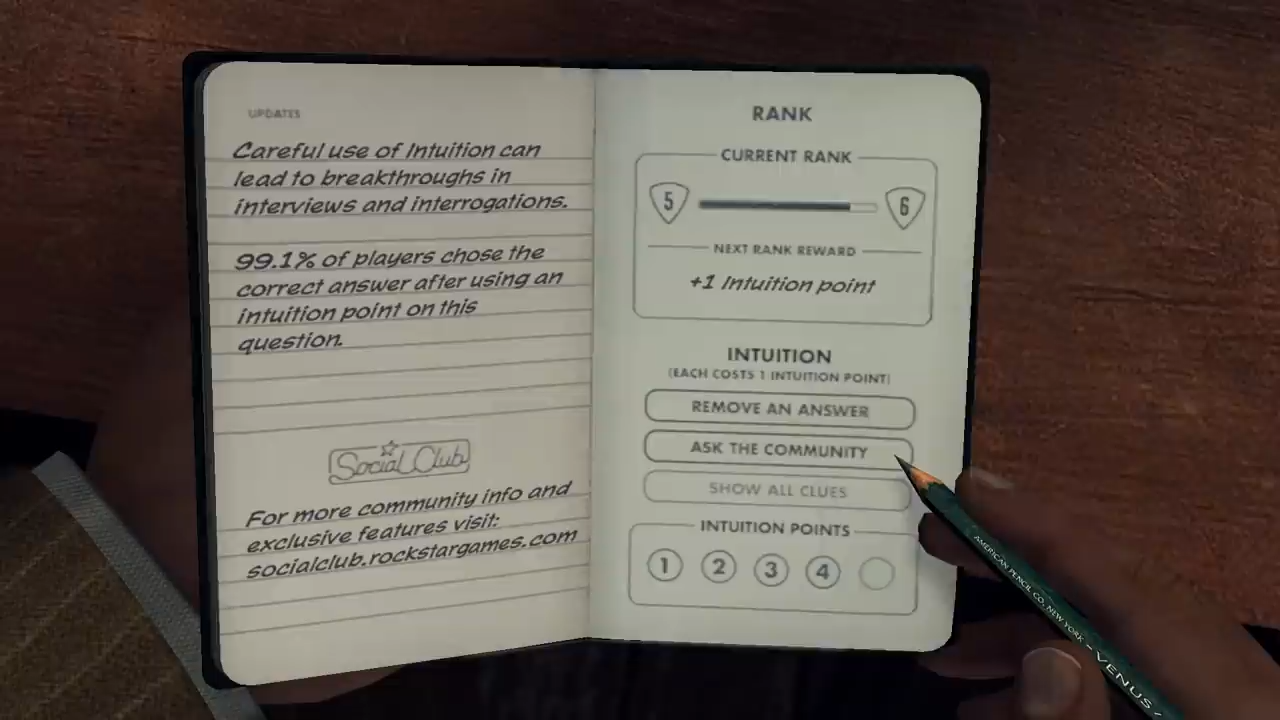 UPDATES
Careful use of Intuition can
lead to breakthroughs in
interviews and interrogations.
99.1% of players chose the
correct answer after using an
intuition point on this
question.
Social Club
For more community info and
exclusive features visit:
socialclub.rockstargames.com
RANK
CURRENT RANK
5 6
NEXT RANK REWARD
+1 Intuition point
INTUITION
(EACH COSTS 1 INTUITION POINT)
REMOVE AN ANSWER
ASK THE COMMUNITY
SHOW ALL CLUES
INTUITION POINTS
1 2 3 4
AMERICAN PENCIL CO. NEW YORK - VENUS